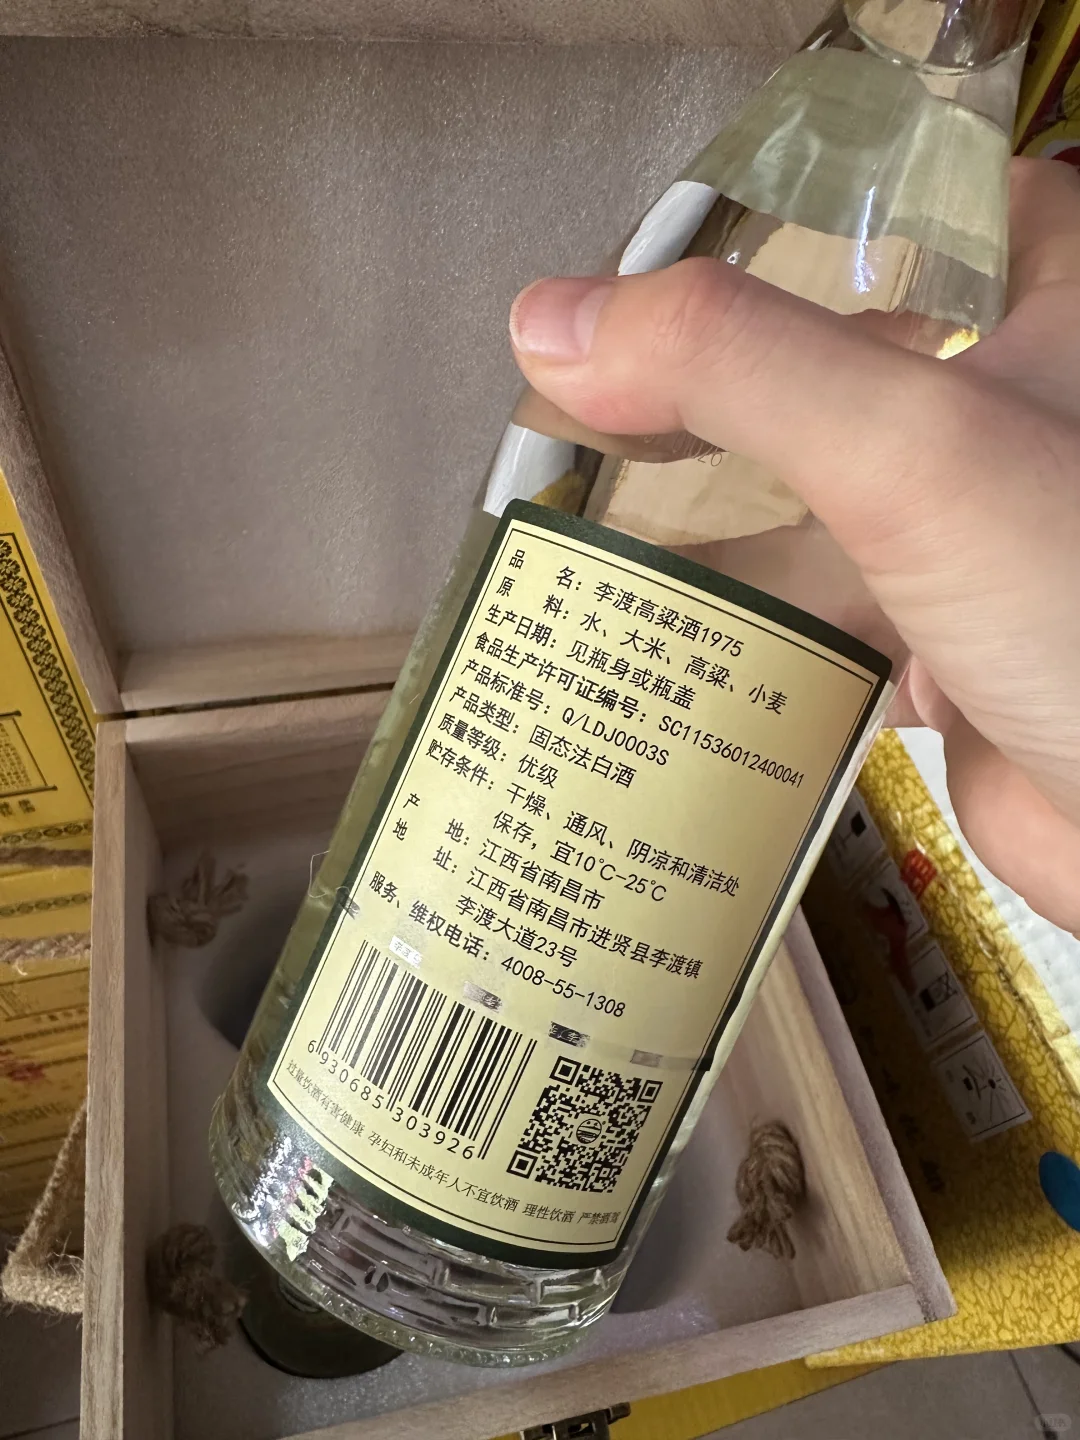 品 名：李渡高粱酒1975
原 料：水、大米、高粱、小麦
生产日期：见瓶身或瓶盖
食品生产许可证编号：SC11536012400041
产品标准号：Q/LDJ0003S
产品类型：固态法白酒
质量等级：优级
贮存条件：干燥、通风、阴凉和清洁处
保存，宜10℃-25℃
产 地：江西省南昌市
地 址：江西省南昌市进贤县李渡镇
李渡大道23号
服务、维权电话：4008-55-1308
6 930685 303926
过量饮酒有害健康 孕妇和未成年人不宜饮酒 理性饮酒 严禁酒驾